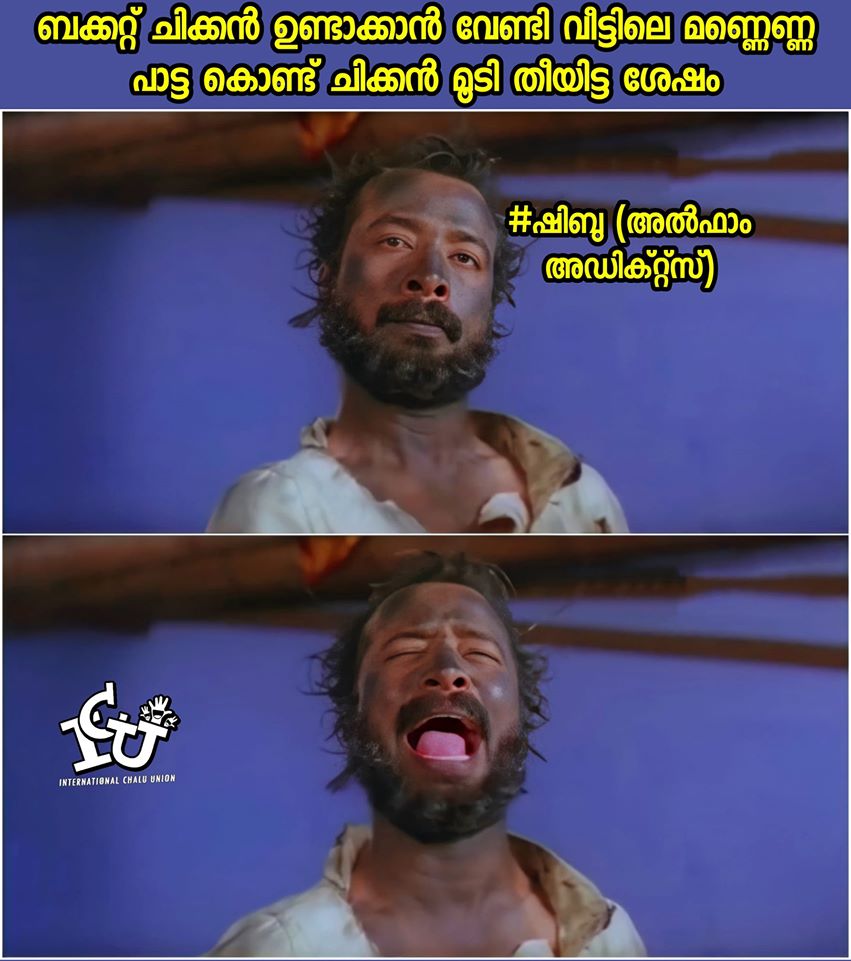 ബക്കറ്റ് ചിക്കൻ ഉണ്ടാക്കാൻ വേണ്ടി വീട്ടിലെ മണ്ണെണ്ണ
പാട്ട കൊണ്ട് ചിക്കൻ മൂടി തീയിട്ട ശേഷം
#ഷിബു (അൽഫാം
അഡിക്റ്റ്സ്)
ICU
INTERNATIONAL CHALU UNION